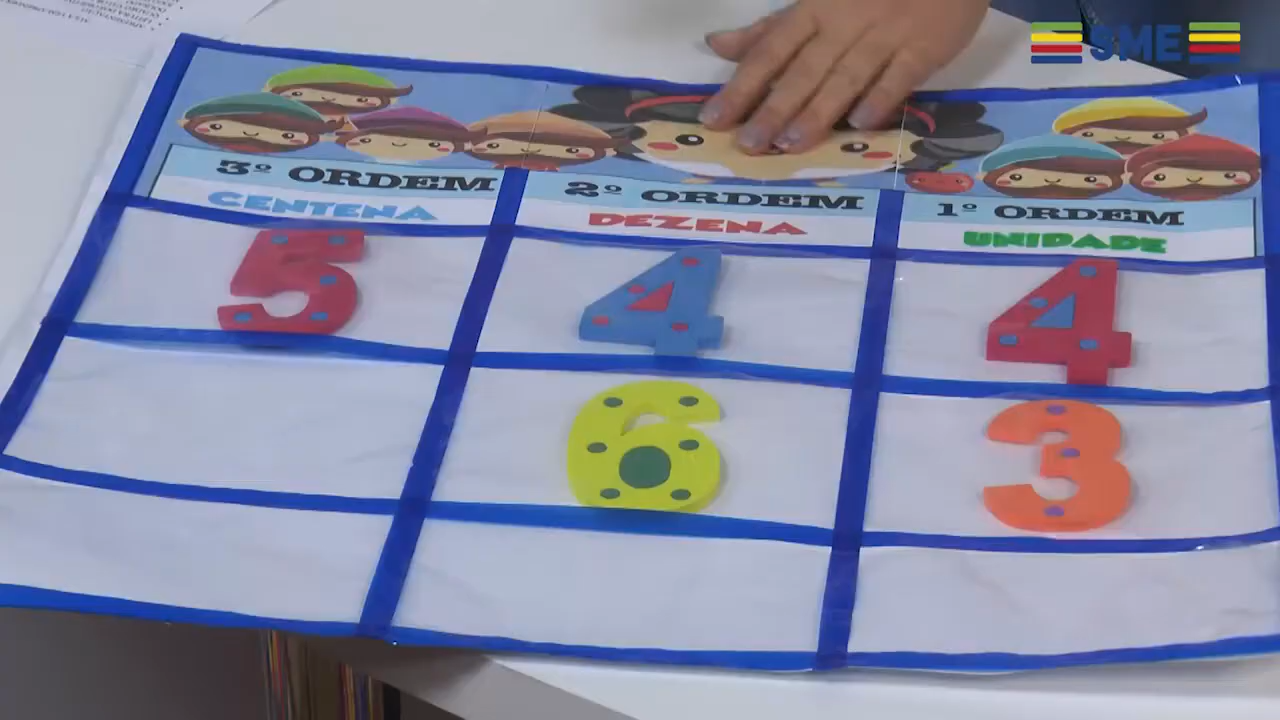 SME
3º ORDEM
CENTENA
2º ORDEM
DEZENA
1º ORDEM
UNIDADE
5
4
4
6
3